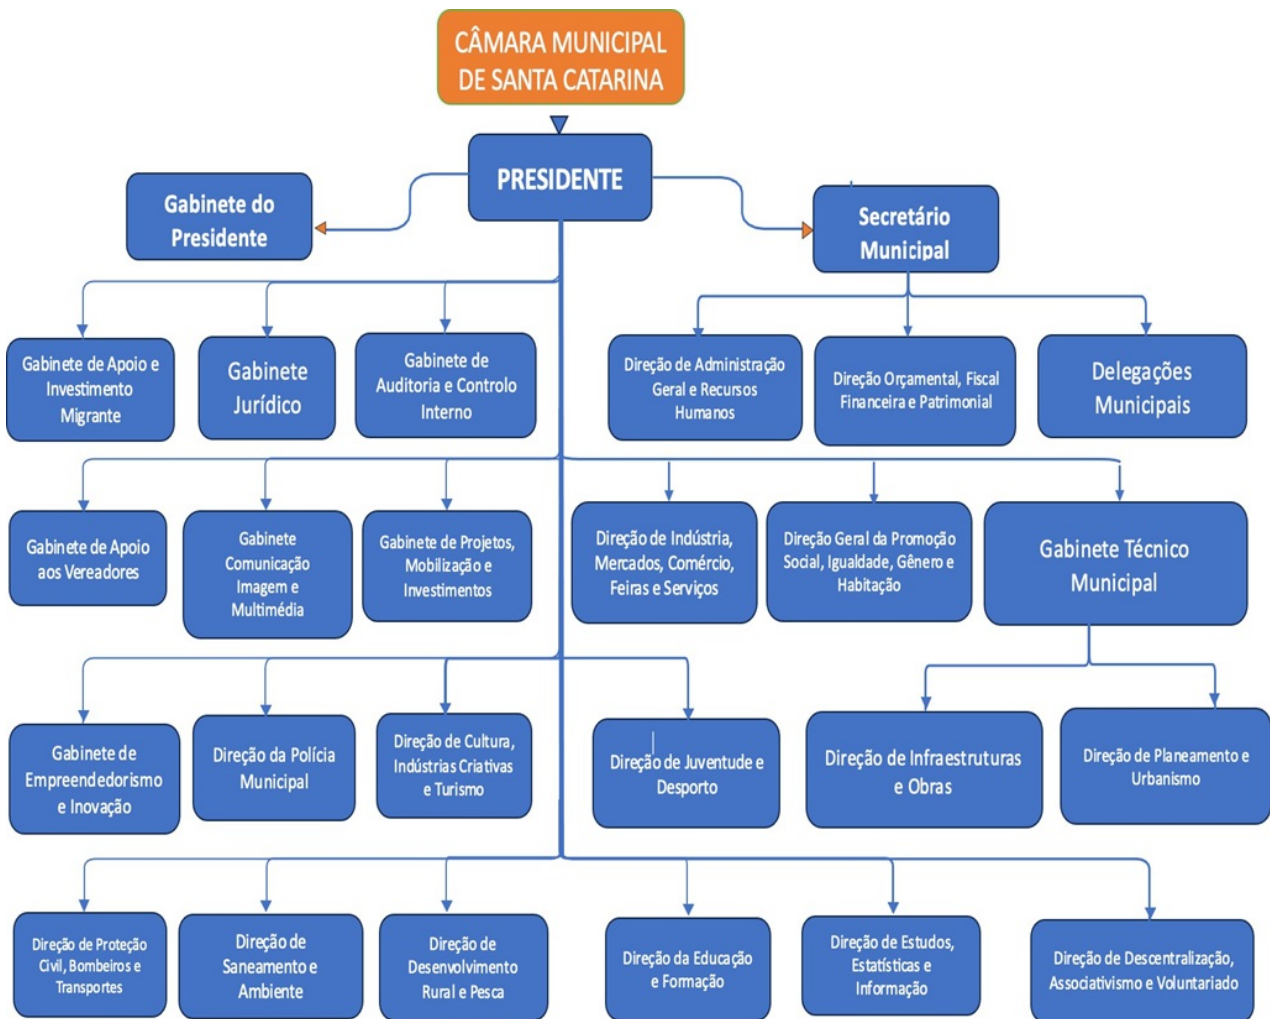 CÂMARA MUNICIPAL
DE SANTA CATARINA
PRESIDENTE
Gabinete do
Presidente
Secretário
Municipal
Gabinete de Apoio e
Investimento
Migrante
Gabinete
Jurídico
Gabinete de
Auditoria e Controlo
Interno
Direção de Administração
Geral e Recursos
Humanos
Direção Orçamental, Fiscal
Financeira e Patrimonial
Delegações
Municipais
Gabinete de Apoio
aos Vereadores
Gabinete
Comunicação
Imagem e
Multimédia
Gabinete de Projetos,
Mobilização e
Investimentos
Direção de Indústria,
Mercados, Comércio,
Feiras e Serviços
Direção Geral da Promoção
Social, Igualdade, Gênero e
Habitação
Gabinete Técnico
Municipal
Gabinete de
Empreendedorismo
e Inovação
Direção da Polícia
Municipal
Direção de Cultura,
Indústrias Criativas
e Turismo
Direção de Juventude e
Desporto
Direção de Infraestruturas
e Obras
Direção de Planeamento e
Urbanismo
Direção de Proteção
Civil, Bombeiros e
Transportes
Direção de
Saneamento e
Ambiente
Direção de
Desenvolvimento
Rural e Pesca
Direção da Educação
e Formação
Direção de Estudos,
Estatísticas e
Informação
Direção de Descentralização,
Associativismo e Voluntariado